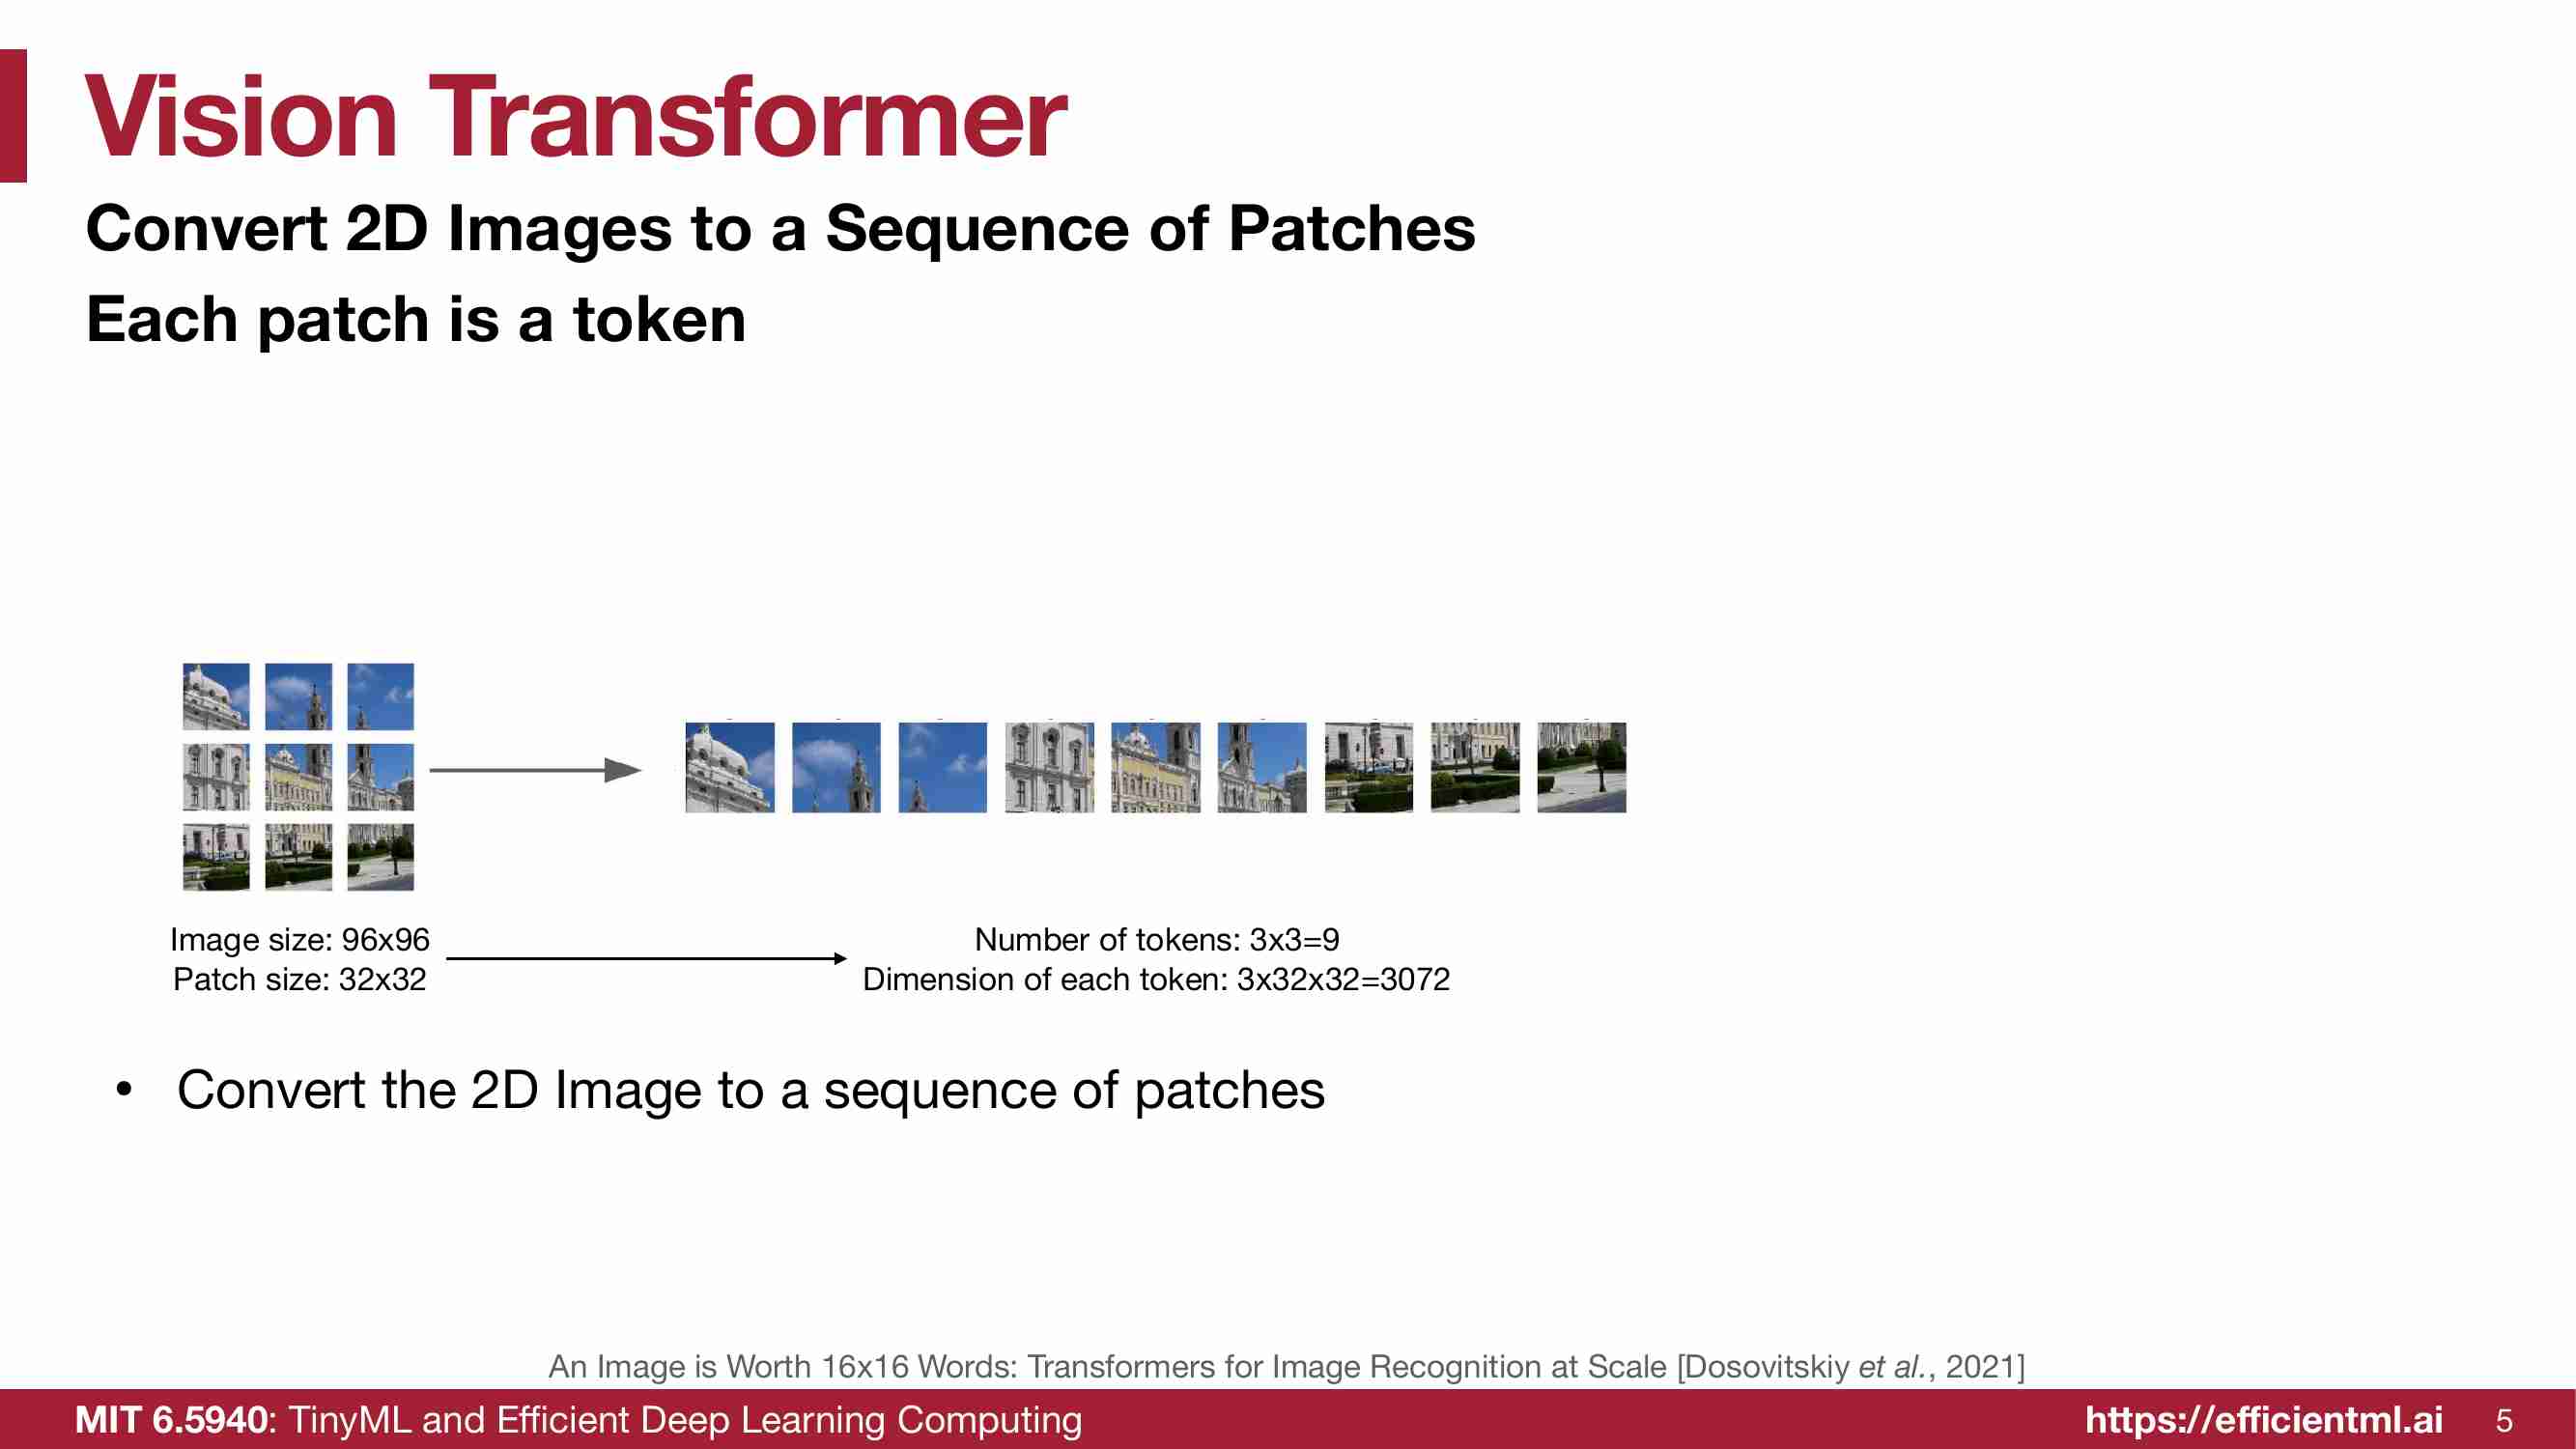 Vision Transformer
Convert 2D Images to a Sequence of Patches
Each patch is a token
Image size: 96x96
Patch size: 32x32
Number of tokens: 3x3=9
Dimension of each token: 3x32x32=3072
• Convert the 2D Image to a sequence of patches
An Image is Worth 16x16 Words: Transformers for Image Recognition at Scale [Dosovitskiy et al., 2021]
MIT 6.5940: TinyML and Efficient Deep Learning Computing
https://efficientml.ai
5